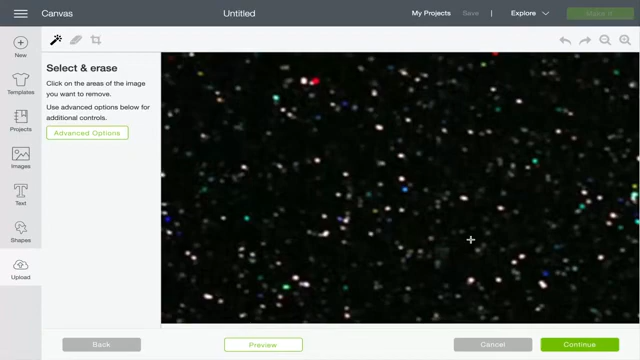 Canvas
Untitled
My Projects
Save
|
Explore
Make It
New
Templates
Projects
Images
Text
Shapes
Upload
Select & erase
Click on the areas of the image
you want to remove.
Use advanced options below for
additional controls.
Advanced Options
Back
Preview
Cancel
Continue